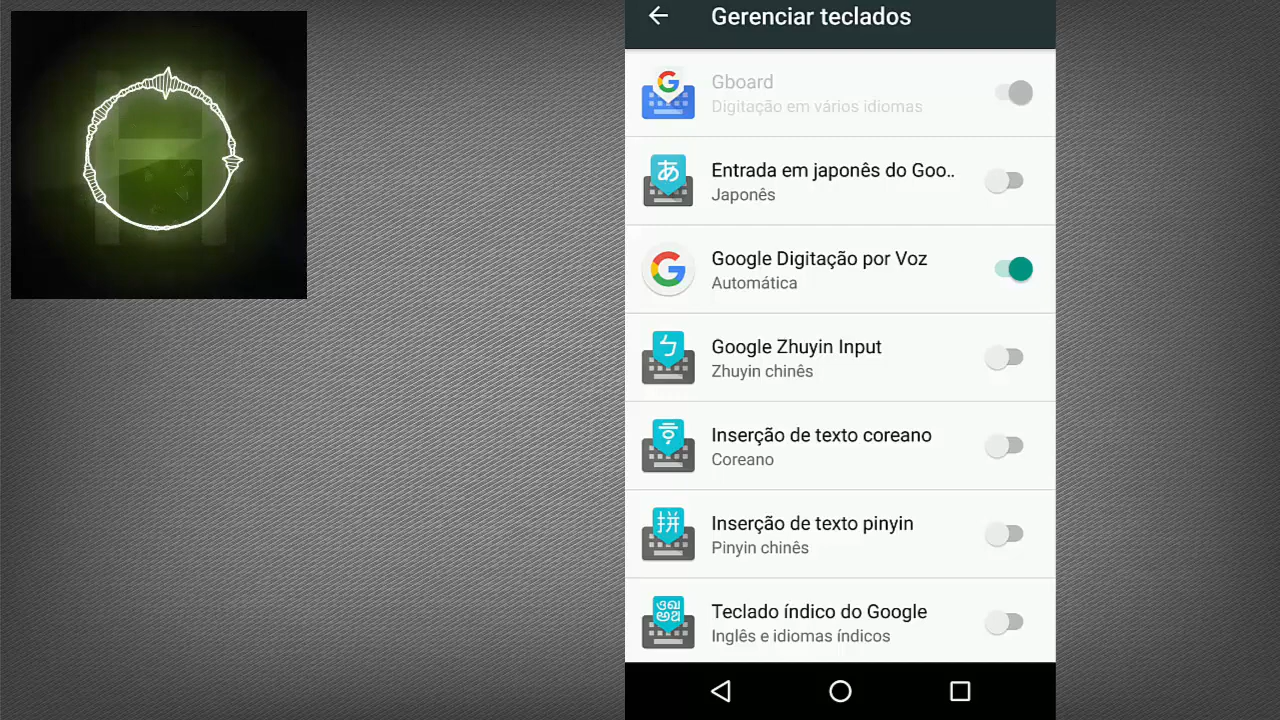 Gerenciar teclados
Gboard
Digitação em vários idiomas
Entrada em japonês do Goo..
Japonês
Google Digitação por Voz
Automática
Google Zhuyin Input
Zhuyin chinês
Inserção de texto coreano
Coreano
Inserção de texto pinyin
Pinyin chinês
Teclado índico do Google
Inglês e idiomas índicos